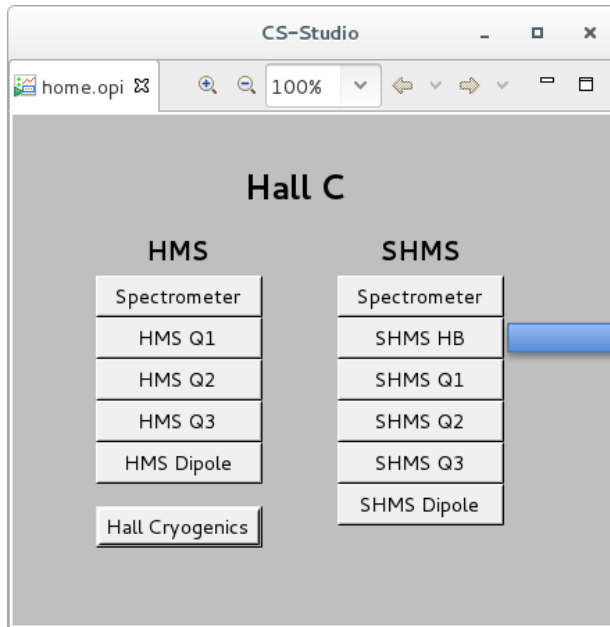 CS-Studio
home.opi
100%
Hall C
HMS
Spectrometer
HMS Q1
HMS Q2
HMS Q3
HMS Dipole
Hall Cryogenics
SHMS
Spectrometer
SHMS HB
SHMS Q1
SHMS Q2
SHMS Q3
SHMS Dipole